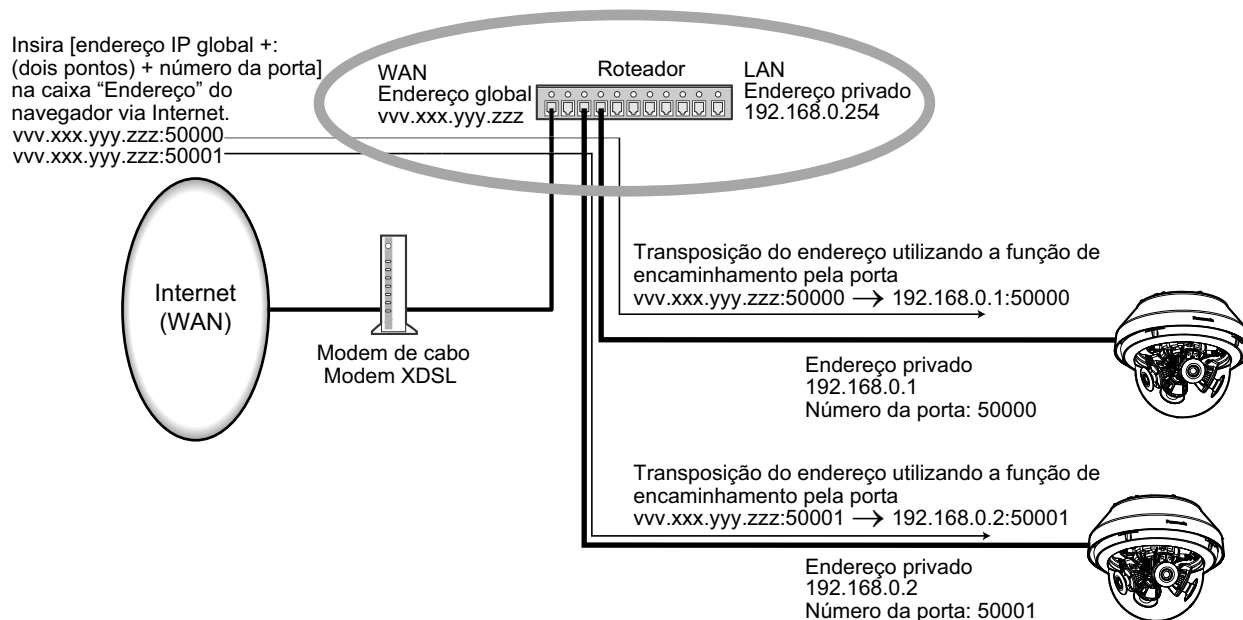 Insira [endereço IP global +:
(dois pontos) + número da porta]
na caixa “Endereço” do
navegador via Internet.
vvv.xxx.yyy.zzz:50000
vvv.xxx.yyy.zzz:50001
WAN
Endereço global
vvv.xxx.yyy.zzz
Roteador
LAN
Endereço privado
192.168.0.254
Internet
(WAN)
Modem de cabo
Modem XDSL
Transposição do endereço utilizando a função de
encaminhamento pela porta
vvv.xxx.yyy.zzz:50000 → 192.168.0.1:50000
Endereço privado
192.168.0.1
Número da porta: 50000
Transposição do endereço utilizando a função de
encaminhamento pela porta
vvv.xxx.yyy.zzz:50001 → 192.168.0.2:50001
Endereço privado
192.168.0.2
Número da porta: 50001